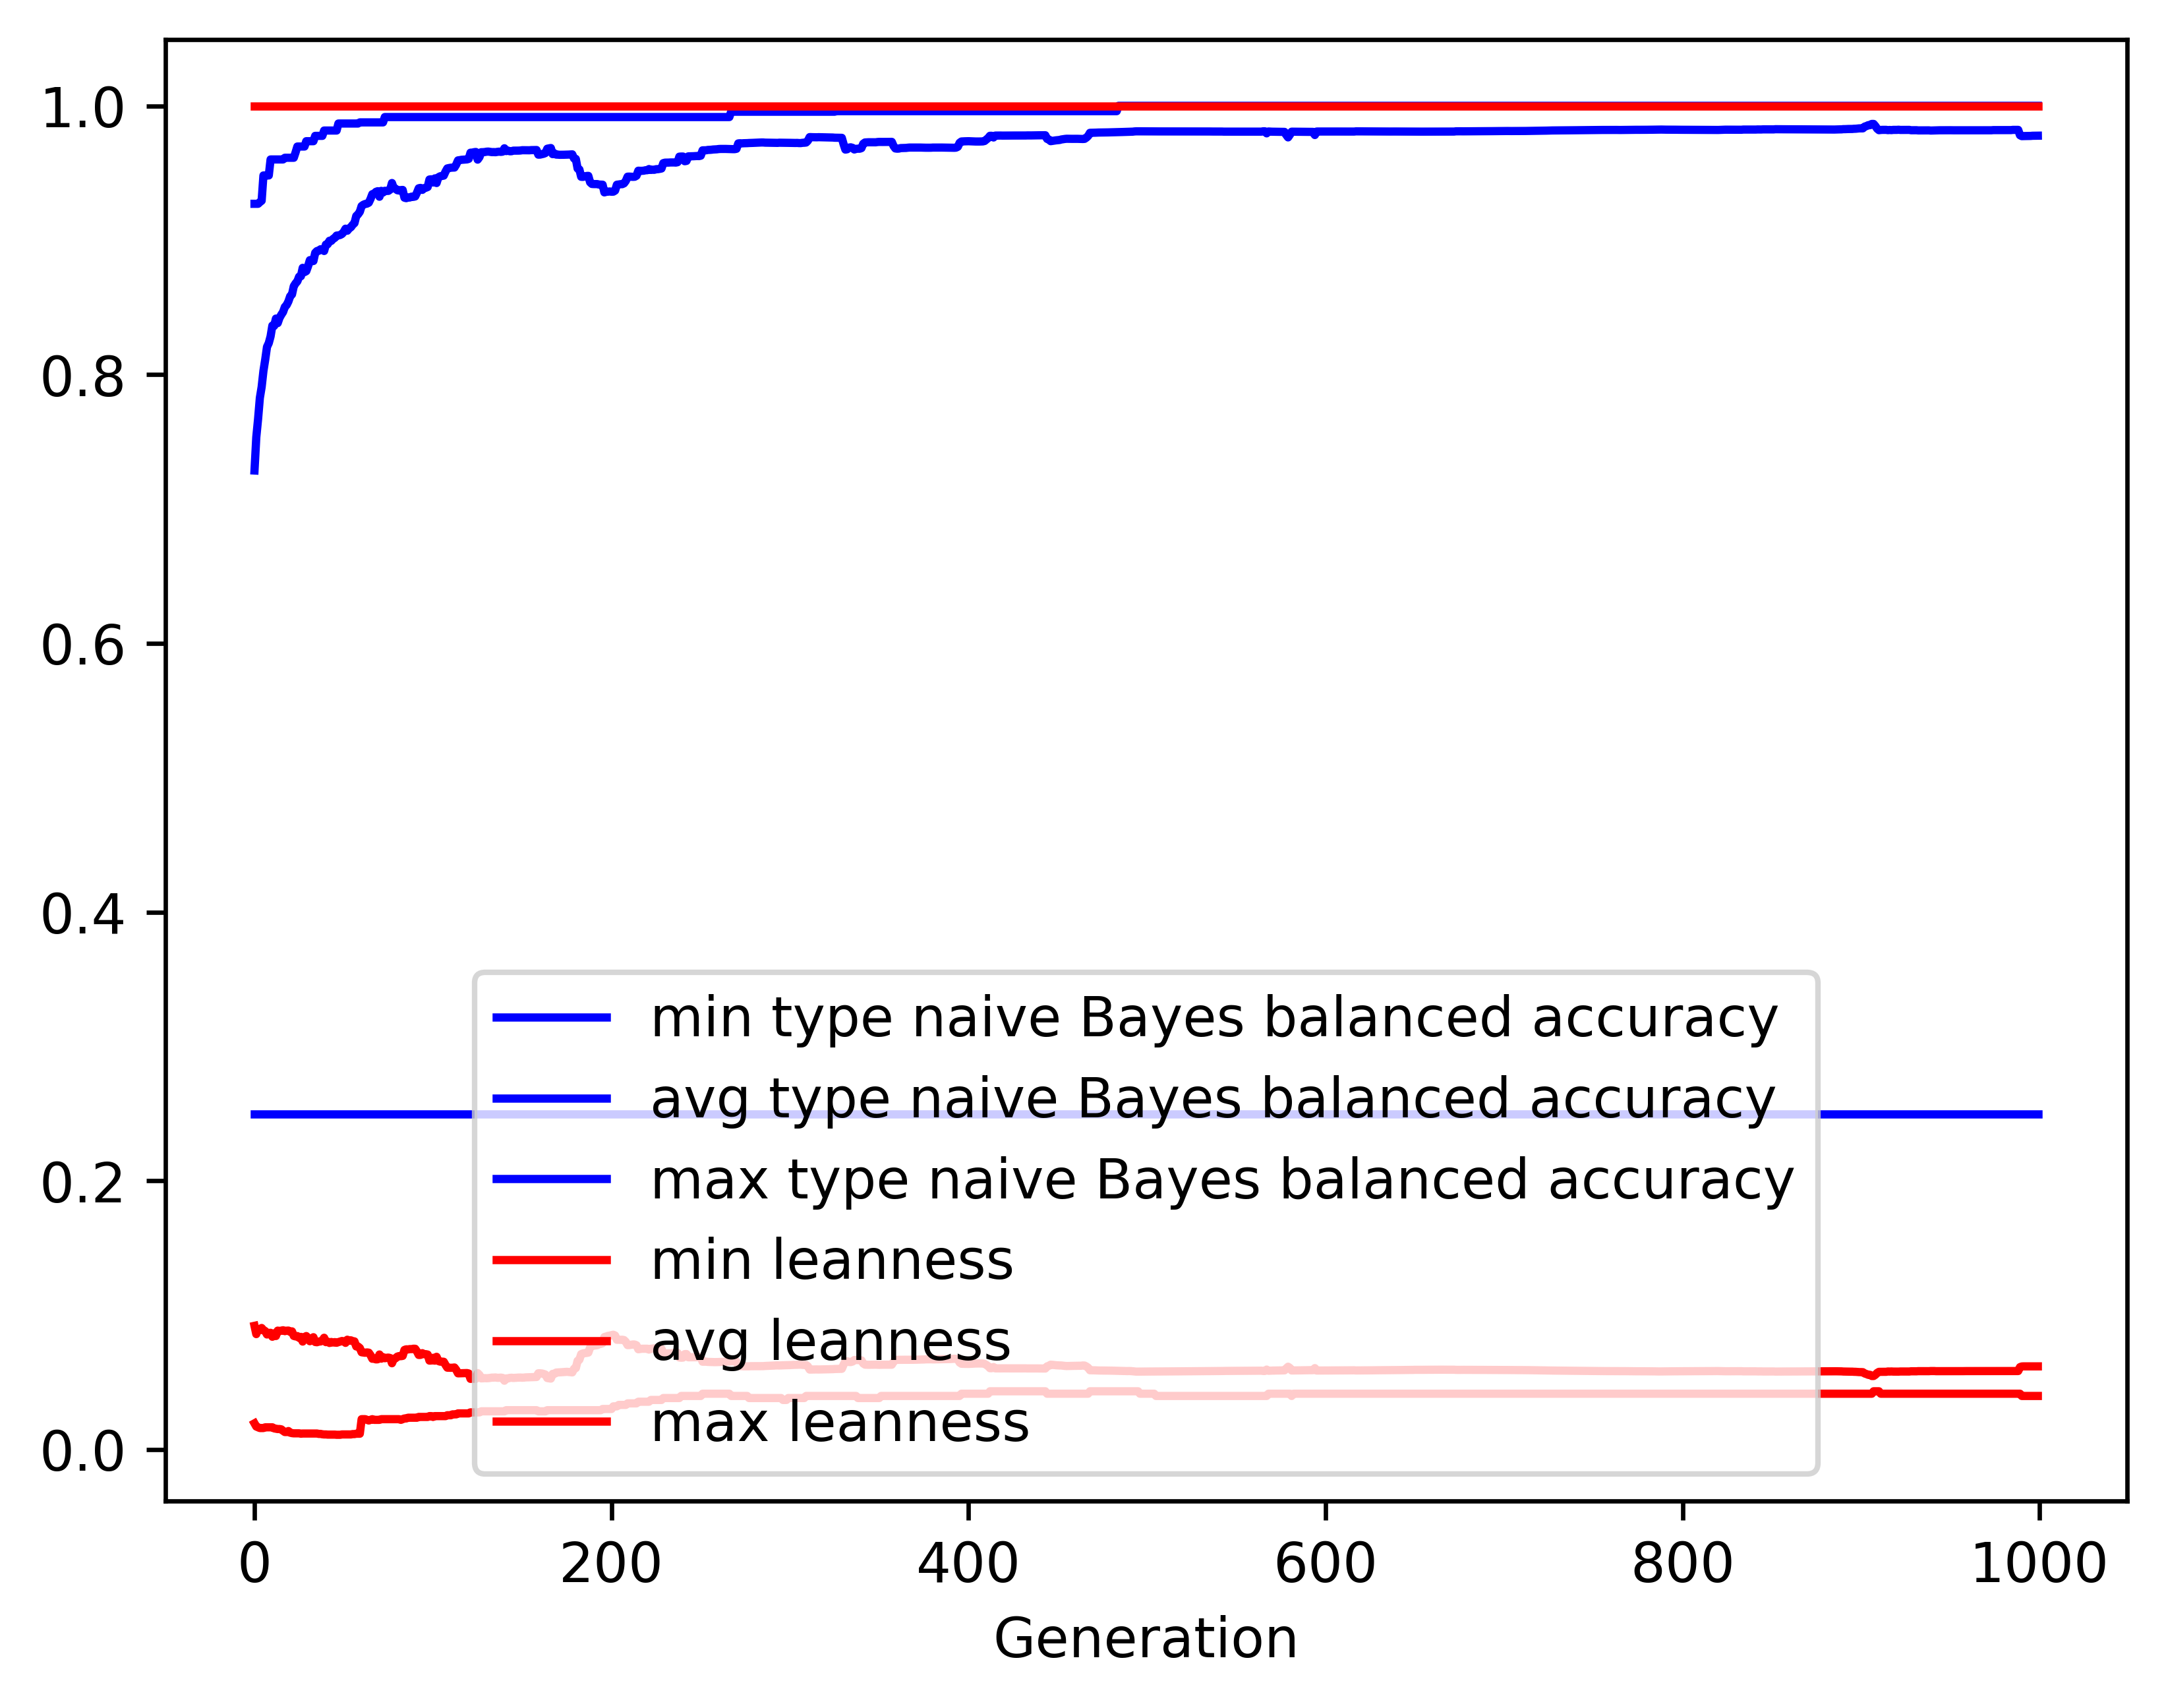 1.0
0.8
0.6
0.4
0.2
0.0
min type naive Bayes balanced accuracy
avg type naive Bayes balanced accuracy
max type naive Bayes balanced accuracy
min leanness
avg leanness
max leanness
0 200 400 600 800 1000
Generation